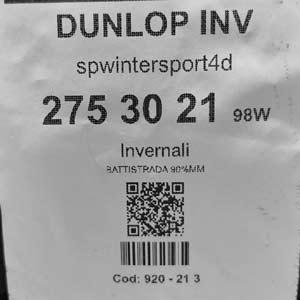 DUNLOP INV
spwintersport4d
275 30 21 98W
Invernali
BATTISTRADA 90%MM
Cod: 920 - 21 3